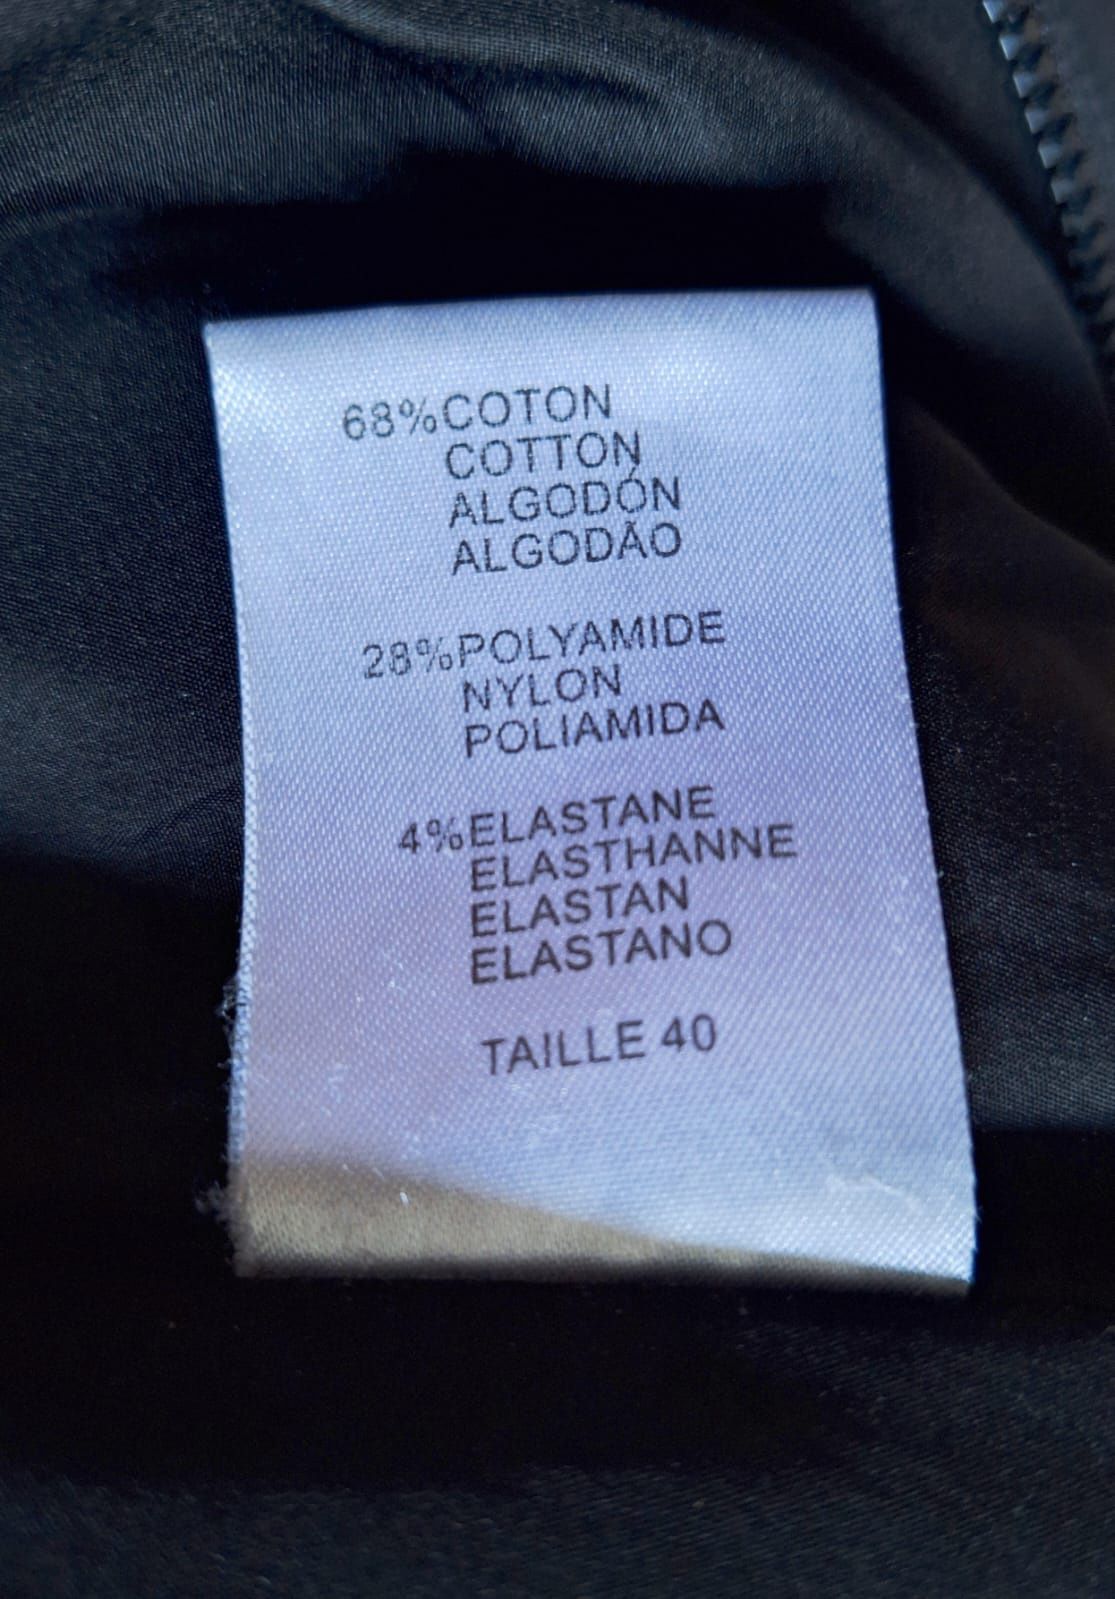 68%COTON
COTTON
ALGODÓN
ALGODÃO
28%POLYAMIDE
NYLON
POLIAMIDA
4%ELASTANE
ELASTHANNE
ELASTAN
ELASTANO
TAILLE 40